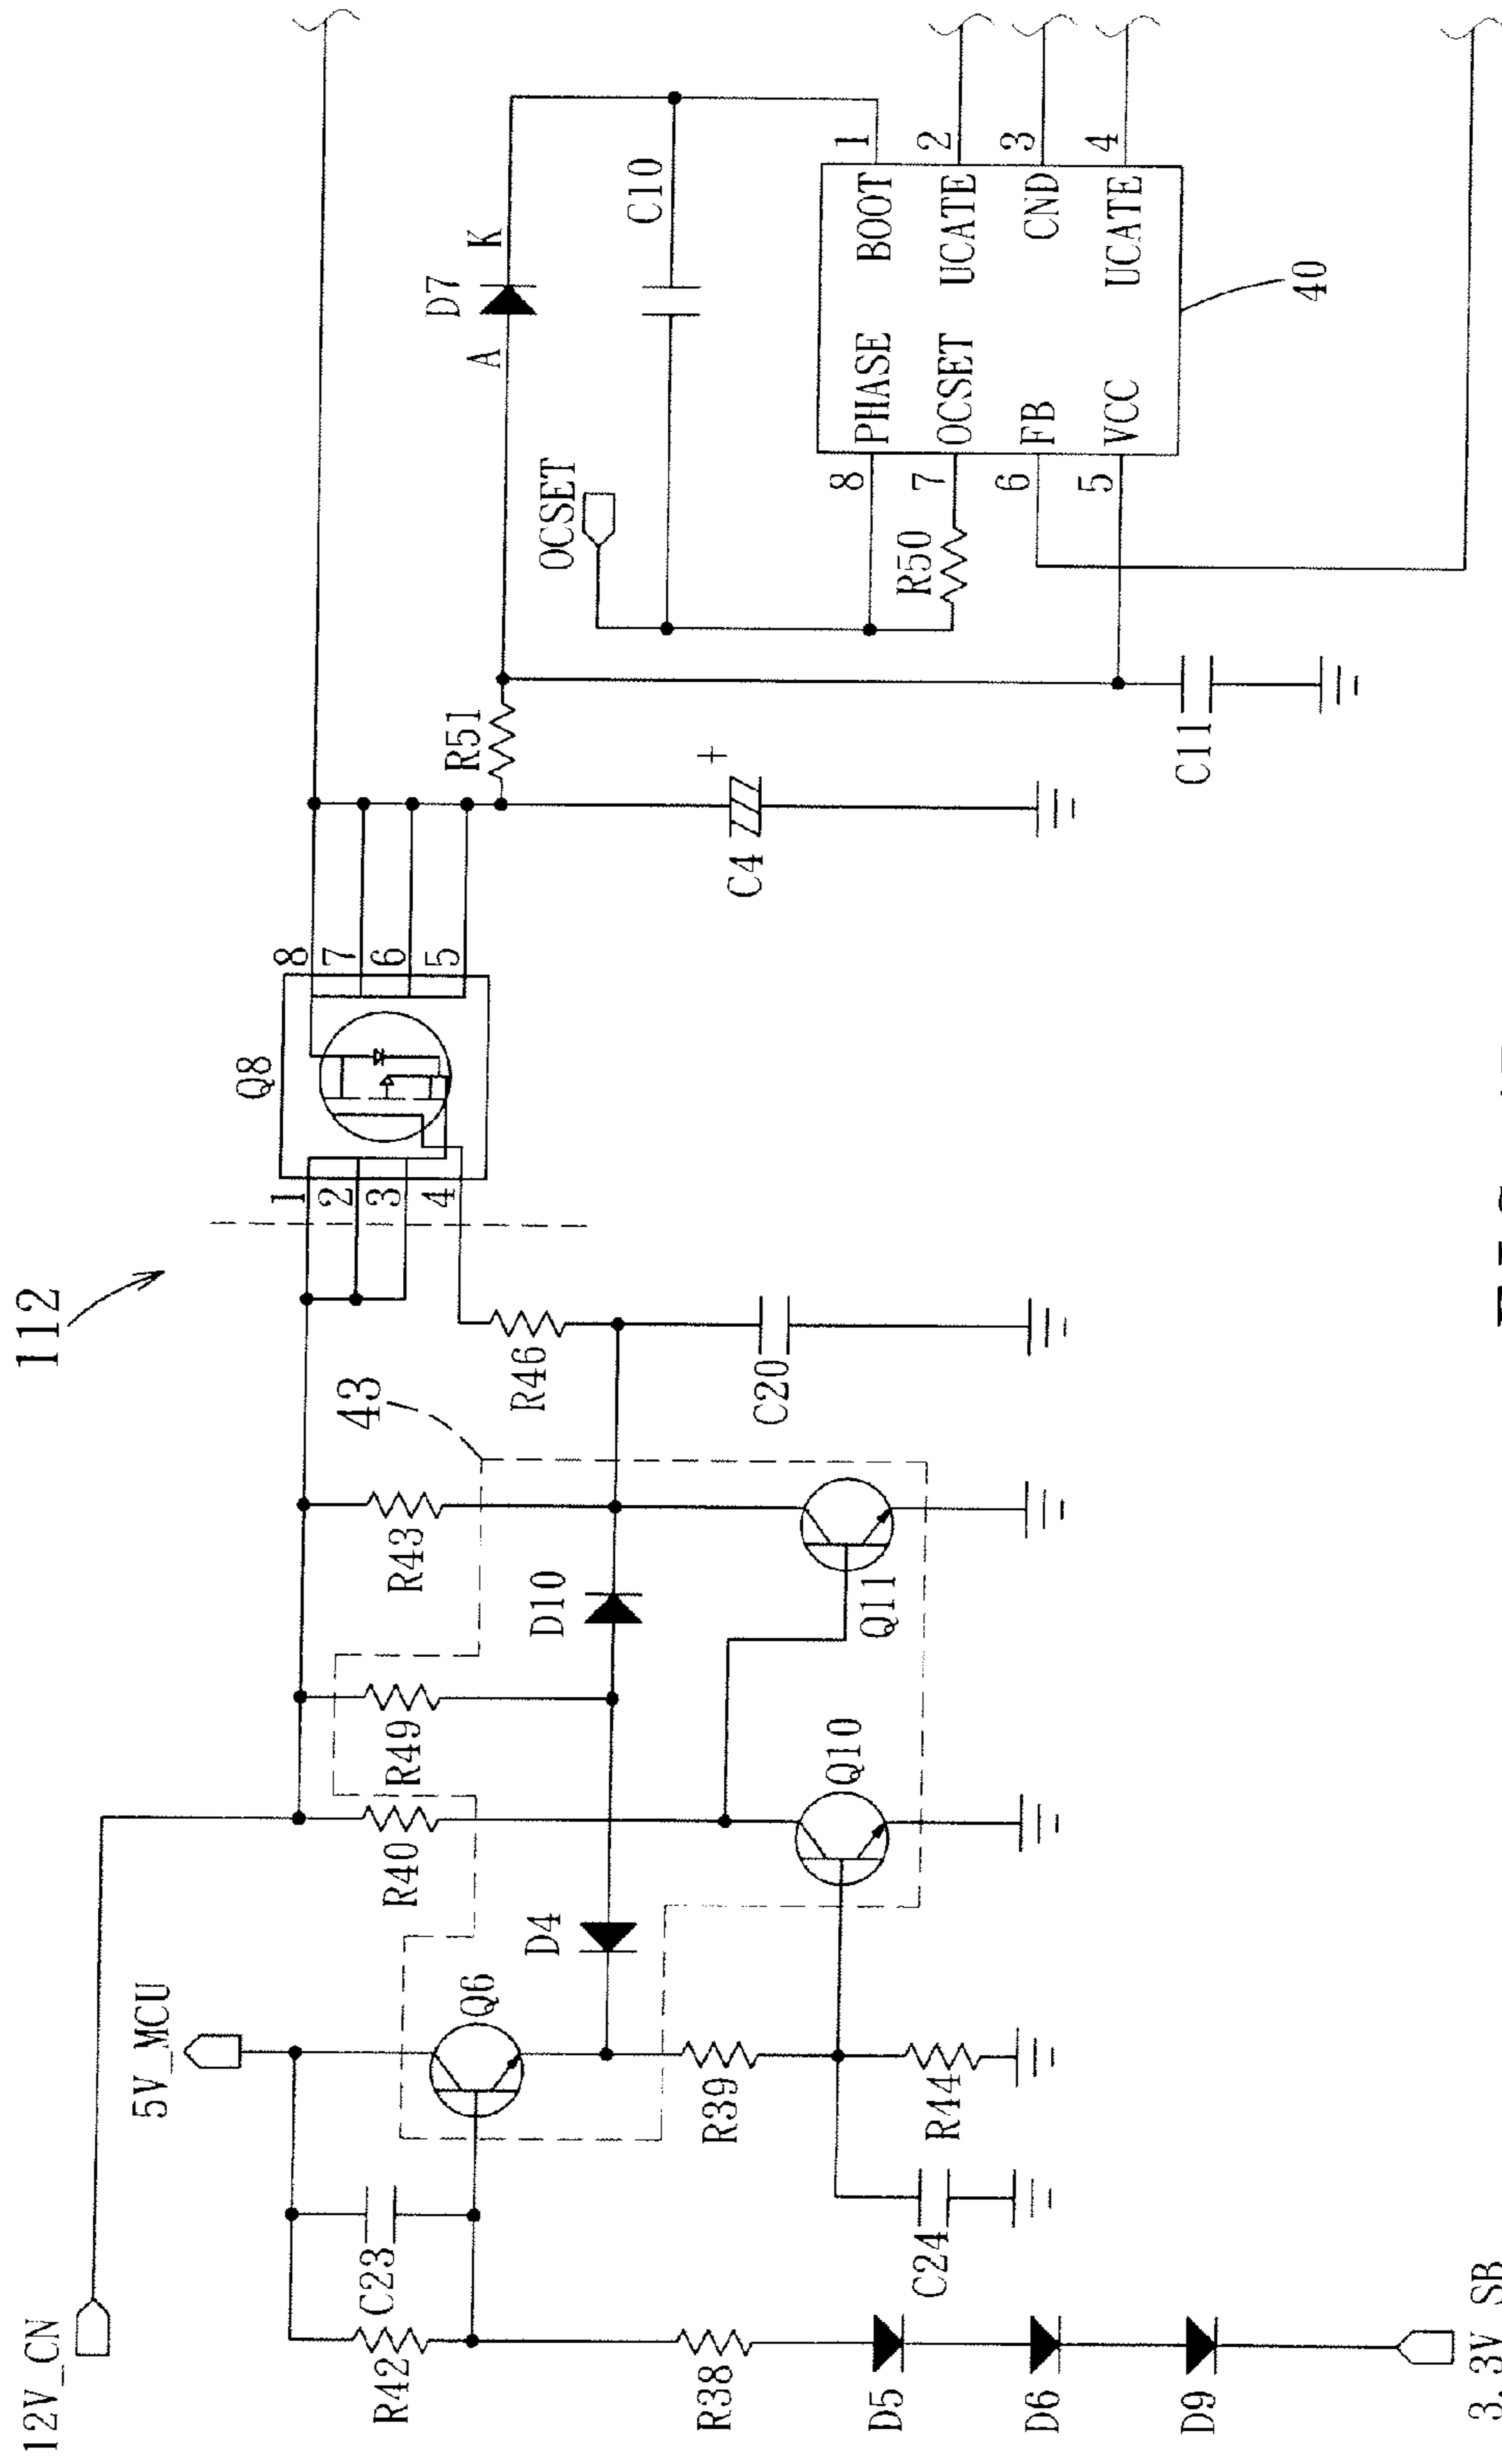 112
12V_CN
5V_MCU
Q8
1
2
3
4
8
7
6
5
R42
C23
Q6
R40
R49
R43
43
D4
D10
R46
R51
D7
A
K
OCSET
C10
R38
R39
Q10
Q11
C20
C4
+
D5
D6
D9
C24
R44
3.3V_SB
R50
C11
8
7
6
5
PHASE
OCSET
FB
VCC
BOOT
UCATE
CND
UCATE
1
2
3
4
40